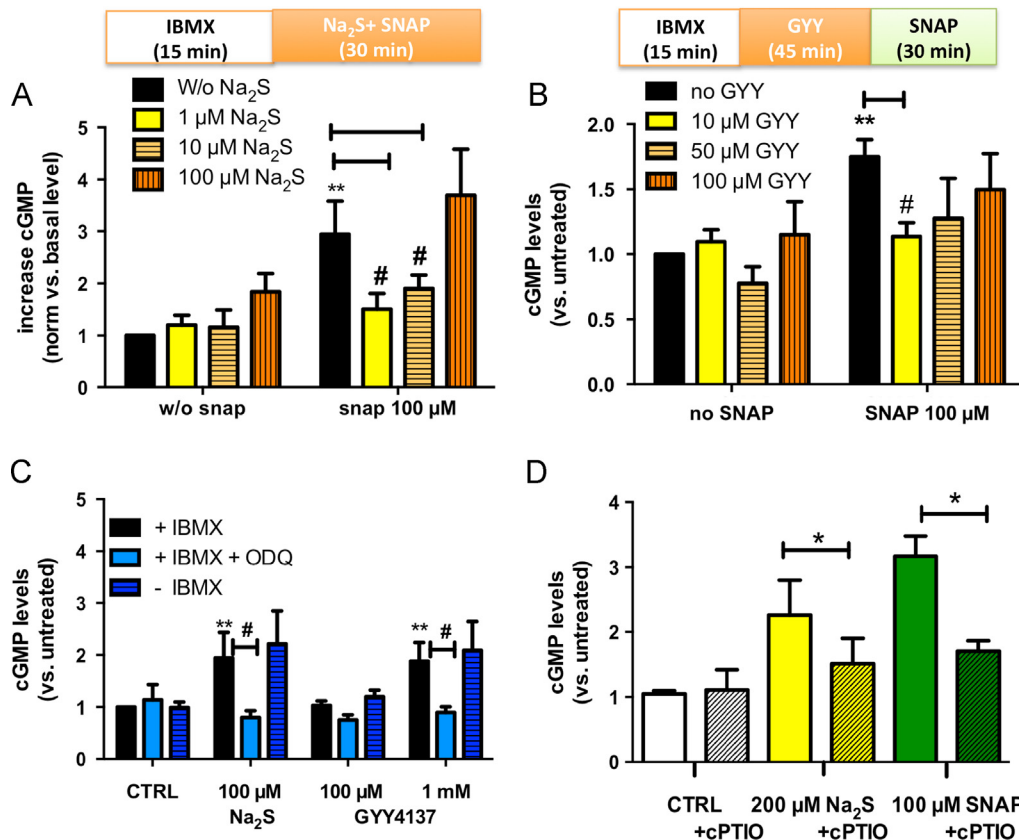 IBMX
(15 min)
Na₂S+ SNAP
(30 min)
IBMX
(15 min)
GYY
(45 min)
SNAP
(30 min)
A
W/o Na₂S
1 µM Na₂S
10 µM Na₂S
100 µM Na₂S
increase cGMP
(norm vs. basal level)
5
4
3
2
1
0
**
#
#
w/o snap
snap 100 µM
B
no GYY
10 µM GYY
50 µM GYY
100 µM GYY
cGMP levels
(vs. untreated)
2.0
1.5
1.0
0.5
0.0
**
#
no SNAP
SNAP 100 µM
C
+ IBMX
+ IBMX + ODQ
- IBMX
cGMP levels
(vs. untreated)
5
4
3
2
1
0
**
#
**
#
CTRL
100 µM
Na₂S
100 µM
1 mM
GYY4137
D
cGMP levels
(vs. untreated)
4
3
2
1
0
*
*
CTRL
+cPTIO
200 µM Na₂S
+cPTIO
100 µM SNAP
+cPTIO